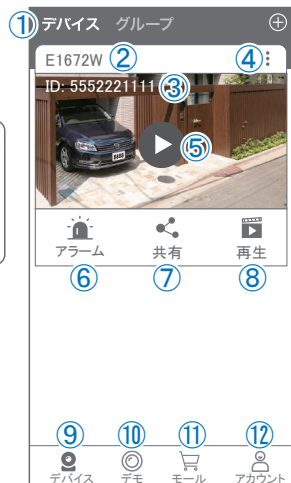 ① デバイス グループ
E1672W ② ④
ID: 5552221111 ③
⑤
アラーム 共有 再生
⑥ ⑦ ⑧
⑨ ⑩ ⑪ ⑫
デバイス デモ モール アカウント